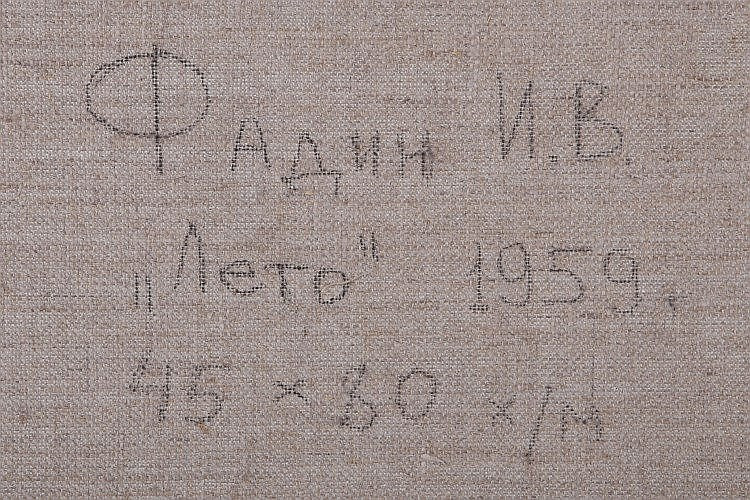 Фадин И.В.
„Лето" 1959.
45 × 80 х/м